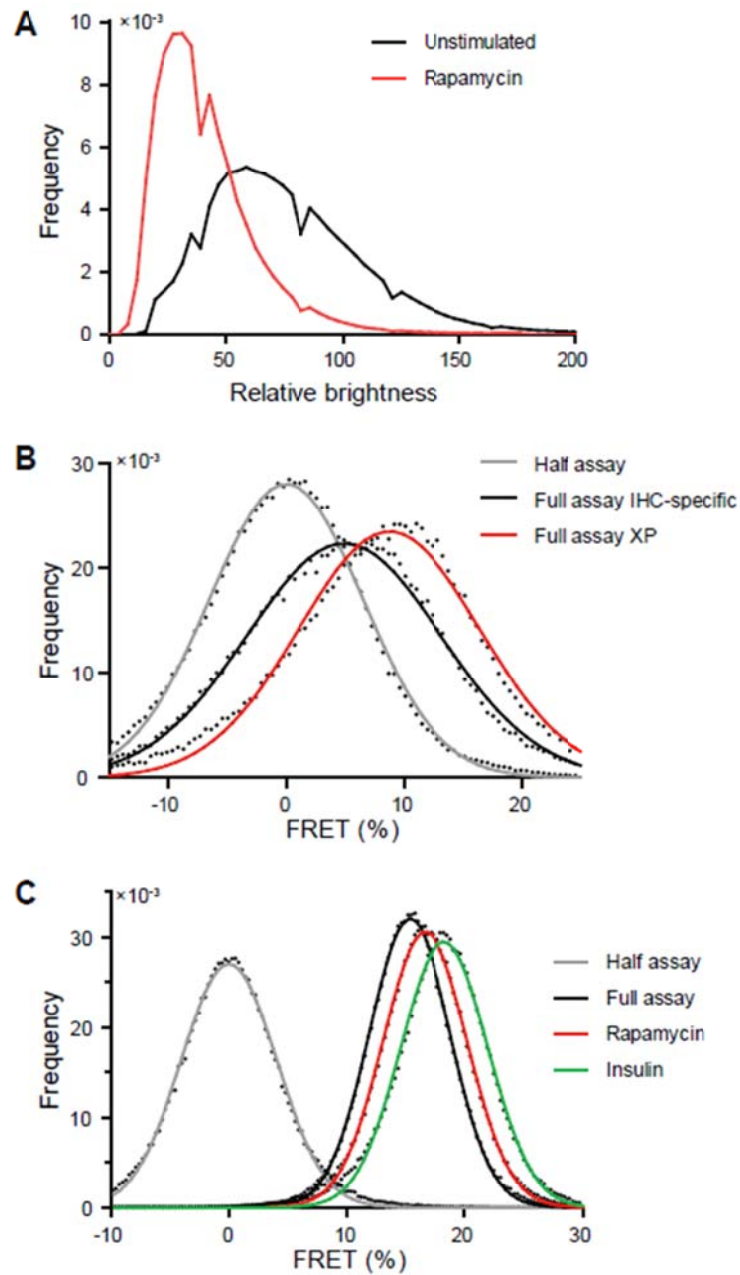 A
×10⁻³
10
8
6
4
2
0
Frequency
0 50 100 150 200
Relative brightness
Unstimulated
Rapamycin
B
×10⁻³
30
20
10
0
Frequency
-10 0 10 20
FRET (%)
Half assay
Full assay IHC-specific
Full assay XP
C
×10⁻³
30
20
10
0
Frequency
-10 0 10 20 30
FRET (%)
Half assay
Full assay
Rapamycin
Insulin